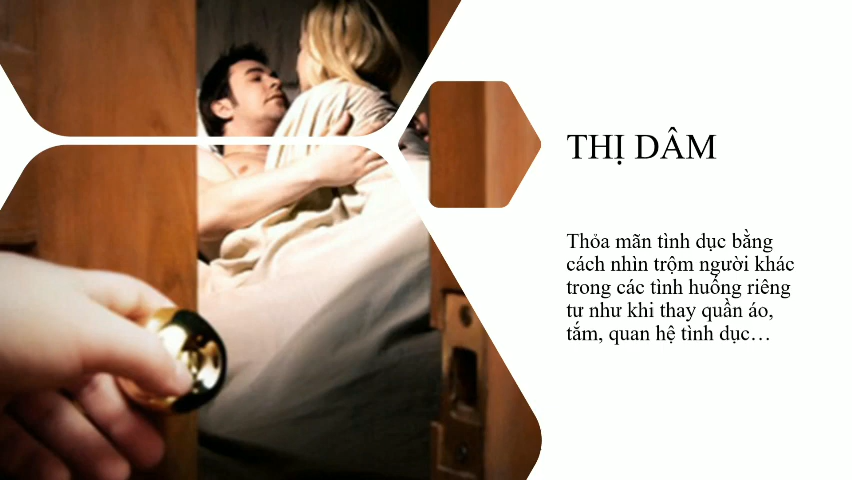 THỊ DÂM
Thỏa mãn tình dục bằng
cách nhìn trộm người khác
trong các tình huống riêng
tư như khi thay quần áo,
tắm, quan hệ tình dục…